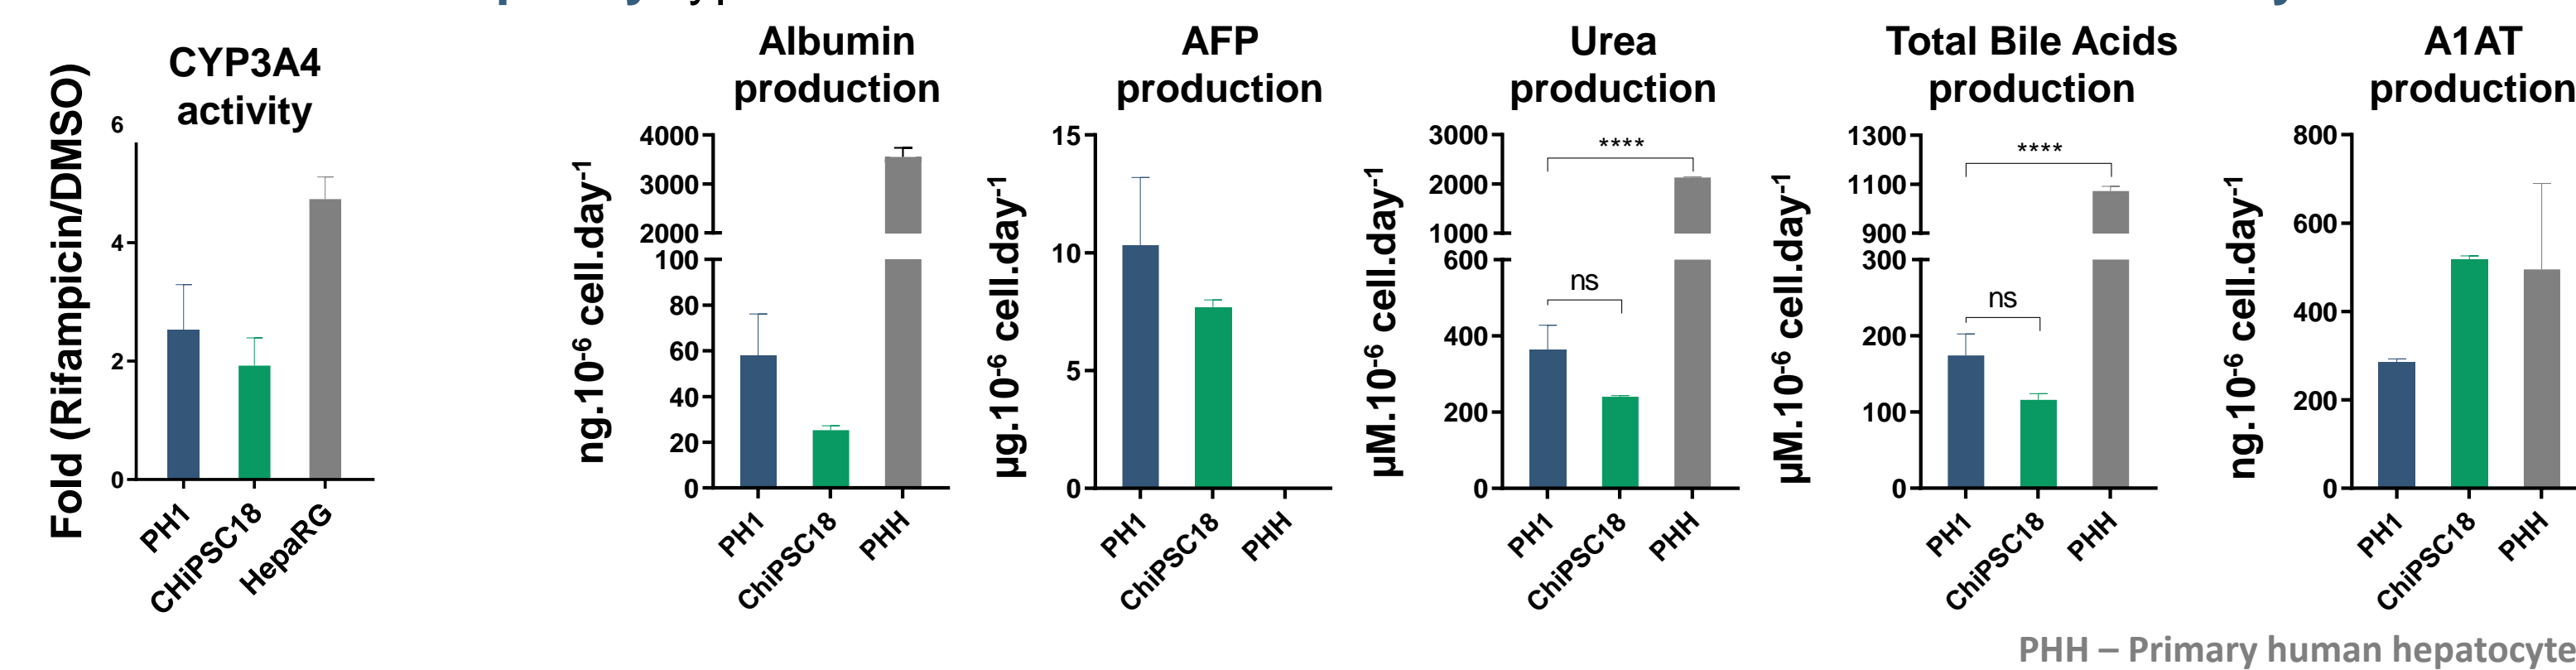 CYP3A4
activity
Fold (Rifampicin/DMSO)
6
4
2
0
PH1
CHiPSC18
HepaRG
Albumin
production
ng.10⁻⁶ cell.day⁻¹
4000
3000
2000
100
80
60
40
20
0
PH1
ChiPSC18
PHH
AFP
production
µg.10⁻⁶ cell.day⁻¹
15
10
5
0
PH1
ChiPSC18
PHH
Urea
production
µM.10⁻⁶ cell.day⁻¹
3000
2000
1000
600
400
200
0
****
ns
PH1
ChiPSC18
PHH
Total Bile Acids
production
µM.10⁻⁶ cell.day⁻¹
1300
1100
900
300
200
100
0
****
ns
PH1
ChiPSC18
PHH
A1AT
production
ng.10⁻⁶ cell.day⁻¹
800
600
400
200
0
PH1
ChiPSC18
PHH
PHH – Primary human hepatocyte